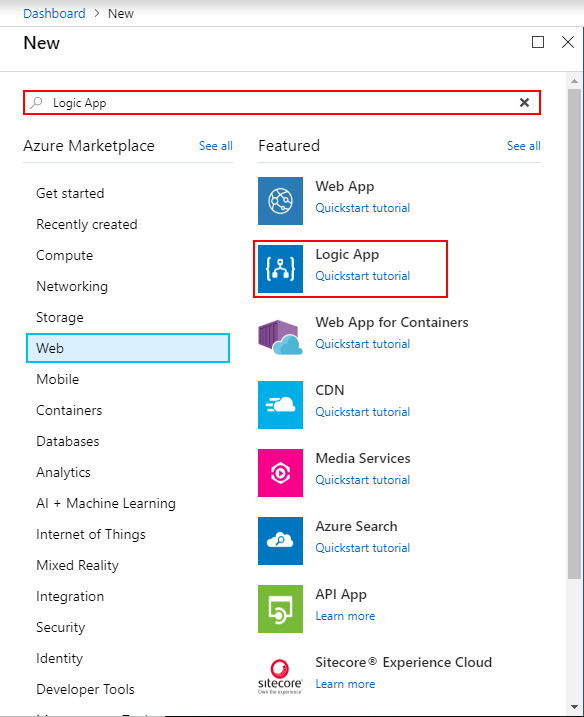 Dashboard > New
New
Logic App
Azure Marketplace See all
Get started
Recently created
Compute
Networking
Storage
Web
Mobile
Containers
Databases
Analytics
AI + Machine Learning
Internet of Things
Mixed Reality
Integration
Security
Identity
Developer Tools
Featured See all
Web App
Quickstart tutorial
Logic App
Quickstart tutorial
Web App for Containers
Quickstart tutorial
CDN
Quickstart tutorial
Media Services
Quickstart tutorial
Azure Search
Quickstart tutorial
API App
Learn more
sitecore
Own the experience
Sitecore® Experience Cloud
Learn more